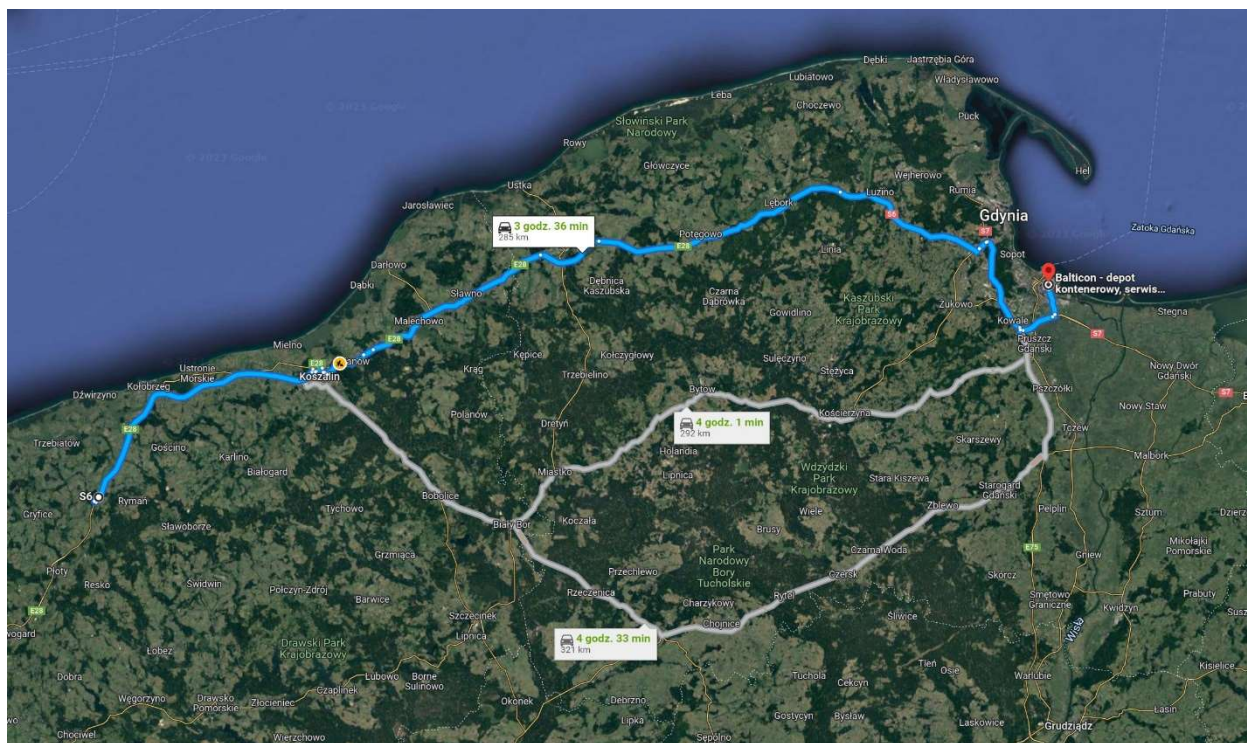 Dębki
Jastrzębia Góra
Lubiatowo
Władysławowo
Łeba
Choczewo
Puck
Słowiński Park
Narodowy
Rowy
Główczyce
Wejherowo
Hel
Ustka
Rumia
Jarosławiec
Lębork
Luzino
S6
Gdynia
3 godz. 36 min
285 km
Potęgowo
E28
S7
Zatoka Gdańska
Linia
Sopot
Darłowo
E28
Dębnica
Kaszubska
Balticon - depot
kontenerowy, serwis...
Dąbki
Sławno
Czarna
Dąbrówka
Kaszubski Park
Krajobrazowy
Żukowo
Stegna
Malechowo
Gowidlino
Kowale
S7
Mielno
E28
Kępice
Kołczygłowy
Sulęczyno
Pruszcz
Gdański
Ustronie
Morskie
E28
Koszalin
Krąg
Trzebielino
Stężyca
Nowy Dwór
Gdański
Dźwirzyno
Kołobrzeg
Bytów
Pszczółki
S7
Polanów
Kościerzyna
Nowy Staw
E28
4 godz. 1 min
292 km
Trzebiatów
Gościno
Dretyń
Skarszewy
Tczew
Karlino
Białogard
Holandia
Malbork
Miastko
Lipnica
Wdzydzki
Park
Krajobrazowy
Stara Kiszewa
S6
Rymań
Bobolice
Starogard
Gdański
Gryfice
Tychowo
Zblewo
Pelplin
Sztum
Dzierz
Sławoborze
Biały Bór
Koczała
Brusy
Wiele
Grzmiąca
Czarna Woda
E75
Mikołajki
Pomorskie
Płoty
Przechlewo
Park
Narodowy
Bory
Tucholskie
Gniew
Resko
Świdwin
Połczyn-Zdrój
Barwice
Rzeczenica
Czersk
Skórcz
E28
Charzykowy
Rytel
Smętowo
Graniczne
Prabuty
Szczecinek
Chojnice
Śliwice
Kwidzyn
Susz
wogard
Drawski Park
Krajobrazowy
Lipnica
4 godz. 33 min
321 km
Wisła
Łobez
Lubowo
Borne
Sulinowo
Tleń
Osie
Kisielice
Dobra
Czaplinek
Tuchola
Cekcyn
Warlubie
Węgorzyno
Drawsko
Pomorskie
Złocieniec
Okonek
Debrzno
Gostycyn
Bysław
Łasin
Chociwel
Wierzchowo
Lipka
Sępólno
Laskowice
Grudziądz